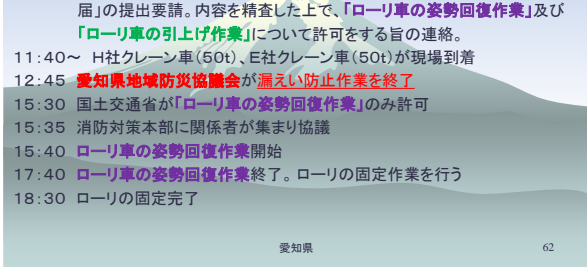 届」の提出要請。内容を精査した上で、「ローリ車の姿勢回復作業」及び
「ローリ車の引上げ作業」について許可をする旨の連絡。
11：40～　H社クレーン車（50t）、E社クレーン車（50t）が現場到着
12：45　愛知県地域防災協議会が漏えい防止作業を終了
15：30　国土交通省が「ローリ車の姿勢回復作業」のみ許可
15：35　消防対策本部に関係者が集まり協議
15：40　ローリ車の姿勢回復作業開始
17：40　ローリ車の姿勢回復作業終了。ローリの固定作業を行う
18：30　ローリの固定完了
愛知県
62